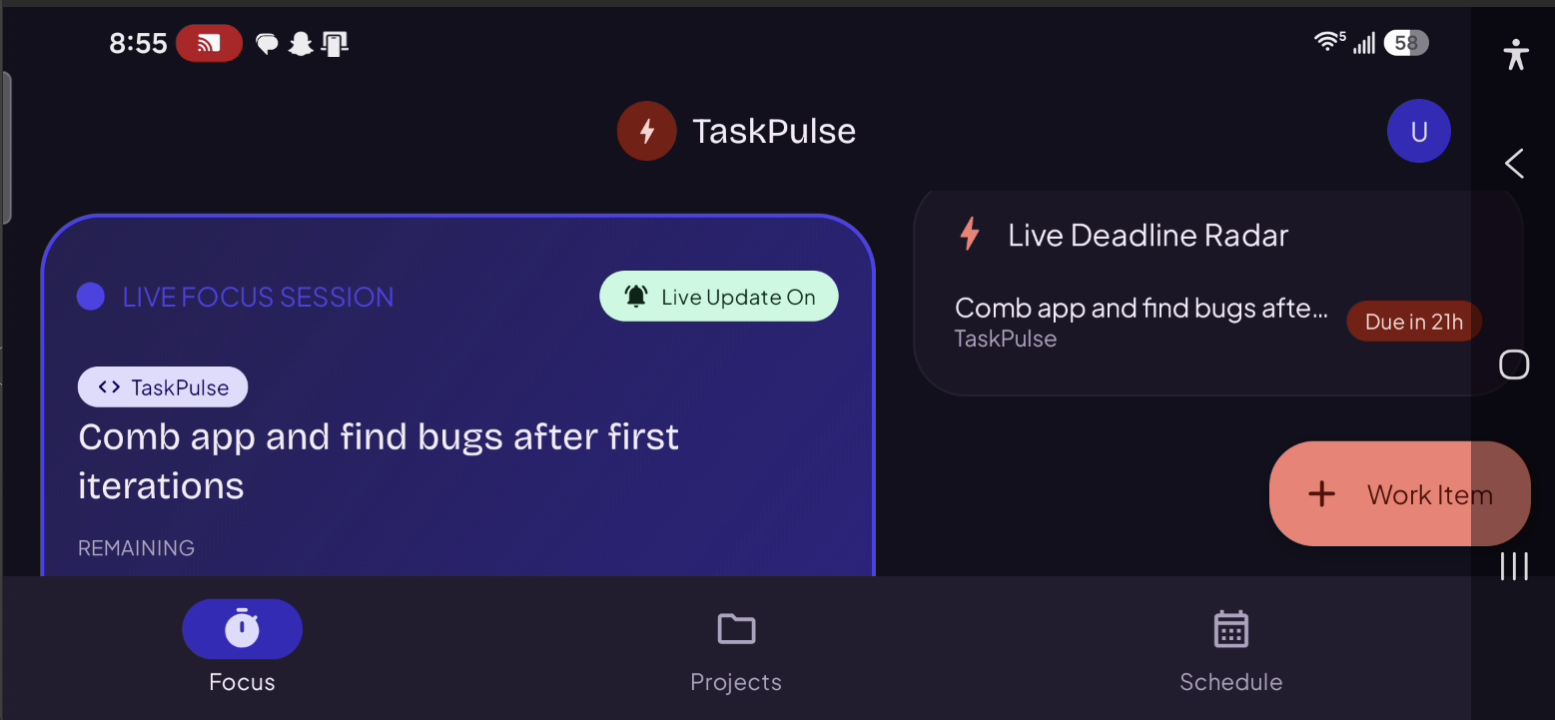 8:55
5
58
TaskPulse
U
LIVE FOCUS SESSION
Live Update On
TaskPulse
Comb app and find bugs after first
iterations
REMAINING
Live Deadline Radar
Comb app and find bugs afte...
TaskPulse
Due in 21h
+ Work Item
Focus
Projects
Schedule